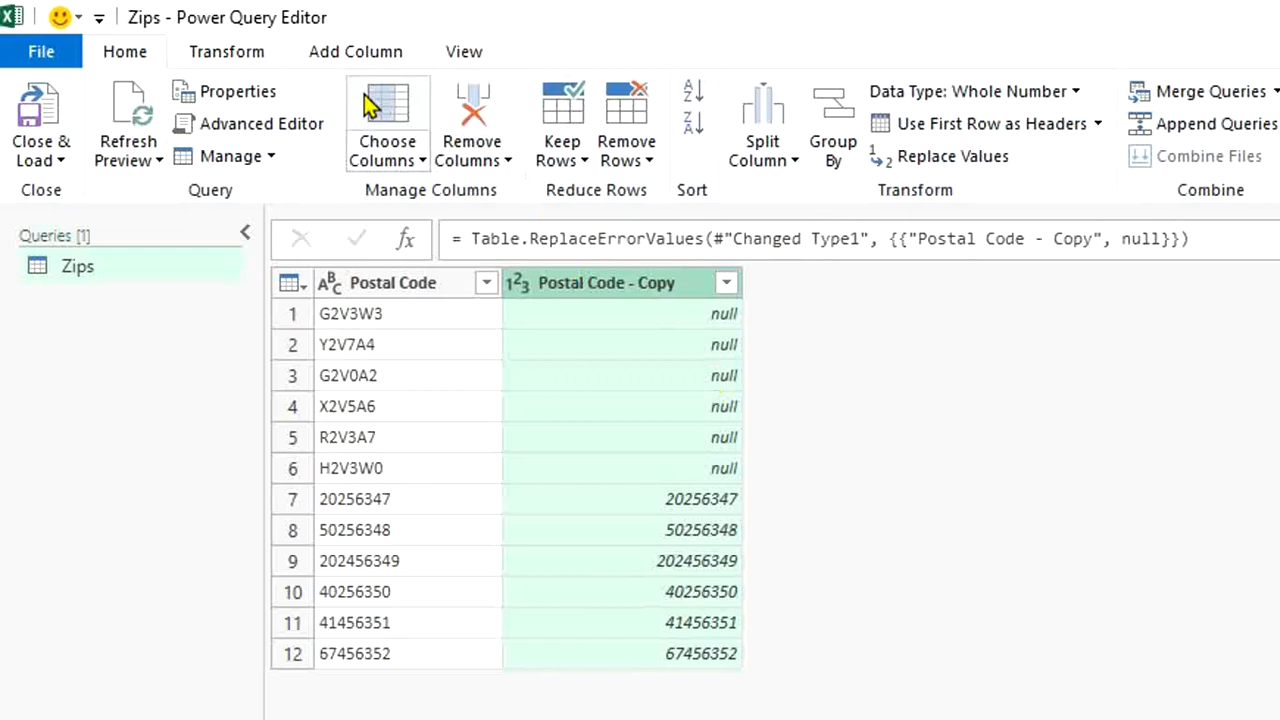 Zips - Power Query Editor
File Home Transform Add Column View
Close & Load
Close
Refresh Preview
Properties
Advanced Editor
Manage
Query
Choose Columns
Remove Columns
Manage Columns
Keep Rows
Remove Rows
Reduce Rows
A Z
Z A
Sort
Split Column
Group By
Data Type: Whole Number
Use First Row as Headers
1 2 Replace Values
Transform
Merge Queries
Append Queries
Combine Files
Combine
Queries [1]
Zips
fx = Table.ReplaceErrorValues(#"Changed Type1", {{"Postal Code - Copy", null}})
ABC Postal Code 123 Postal Code - Copy
1 G2V3W3 null
2 Y2V7A4 null
3 G2V0A2 null
4 X2V5A6 null
5 R2V3A7 null
6 H2V3W0 null
7 20256347 20256347
8 50256348 50256348
9 202456349 202456349
10 40256350 40256350
11 41456351 41456351
12 67456352 67456352